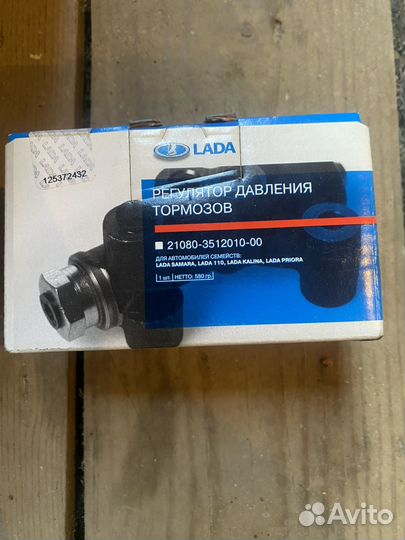 LADA
125372432
РЕГУЛЯТОР ДАВЛЕНИЯ
ТОРМОЗОВ
21080-3512010-00
ДЛЯ АВТОМОБИЛЕЙ СЕМЕЙСТВ:
LADA SAMARA, LADA 110, LADA KALINA, LADA PRIORA
1 шт. НЕТТО: 580 гр.
Avito